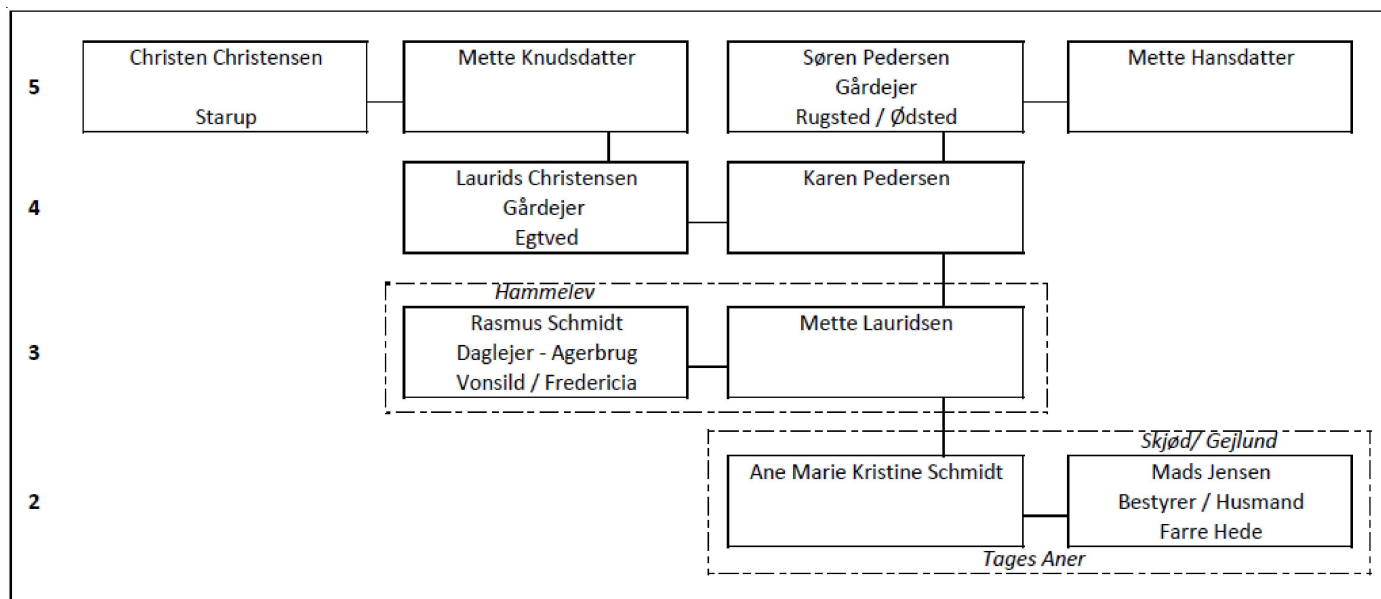 5
Christen Christensen
Starup
Mette Knudsdatter
Søren Pedersen
Gårdejer
Rugsted / Ødsted
Mette Hansdatter
4
Laurids Christensen
Gårdejer
Egtved
Karen Pedersen
Hammelev
3
Rasmus Schmidt
Daglejer - Agerbrug
Vonsild / Fredericia
Mette Lauridsen
Skjød/ Gejlund
2
Ane Marie Kristine Schmidt
Mads Jensen
Bestyrer / Husmand
Farre Hede
Tages Aner